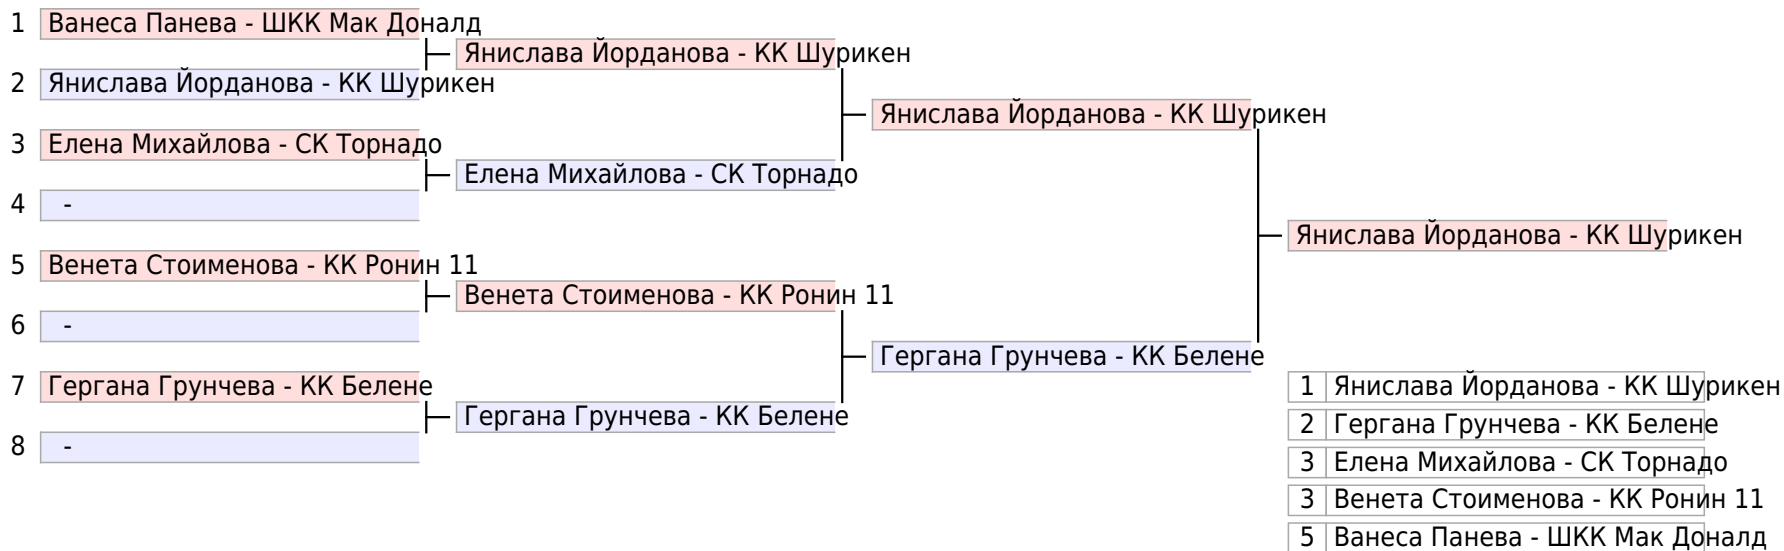 1 Ванеса Панева - ШКК Мак Доналд
Янислава Йорданова - КК Шурикен
2 Янислава Йорданова - КК Шурикен
Янислава Йорданова - КК Шурикен
3 Елена Михайлова - СК Торнадо
Елена Михайлова - СК Торнадо
4 -
Янислава Йорданова - КК Шурикен
5 Венета Стоименова - КК Ронин 11
Венета Стоименова - КК Ронин 11
6 -
Гергана Грунчева - КК Белене
7 Гергана Грунчева - КК Белене
Гергана Грунчева - КК Белене
8 -
1 Янислава Йорданова - КК Шурикен
2 Гергана Грунчева - КК Белене
3 Елена Михайлова - СК Торнадо
3 Венета Стоименова - КК Ронин 11
5 Ванеса Панева - ШКК Мак Доналд